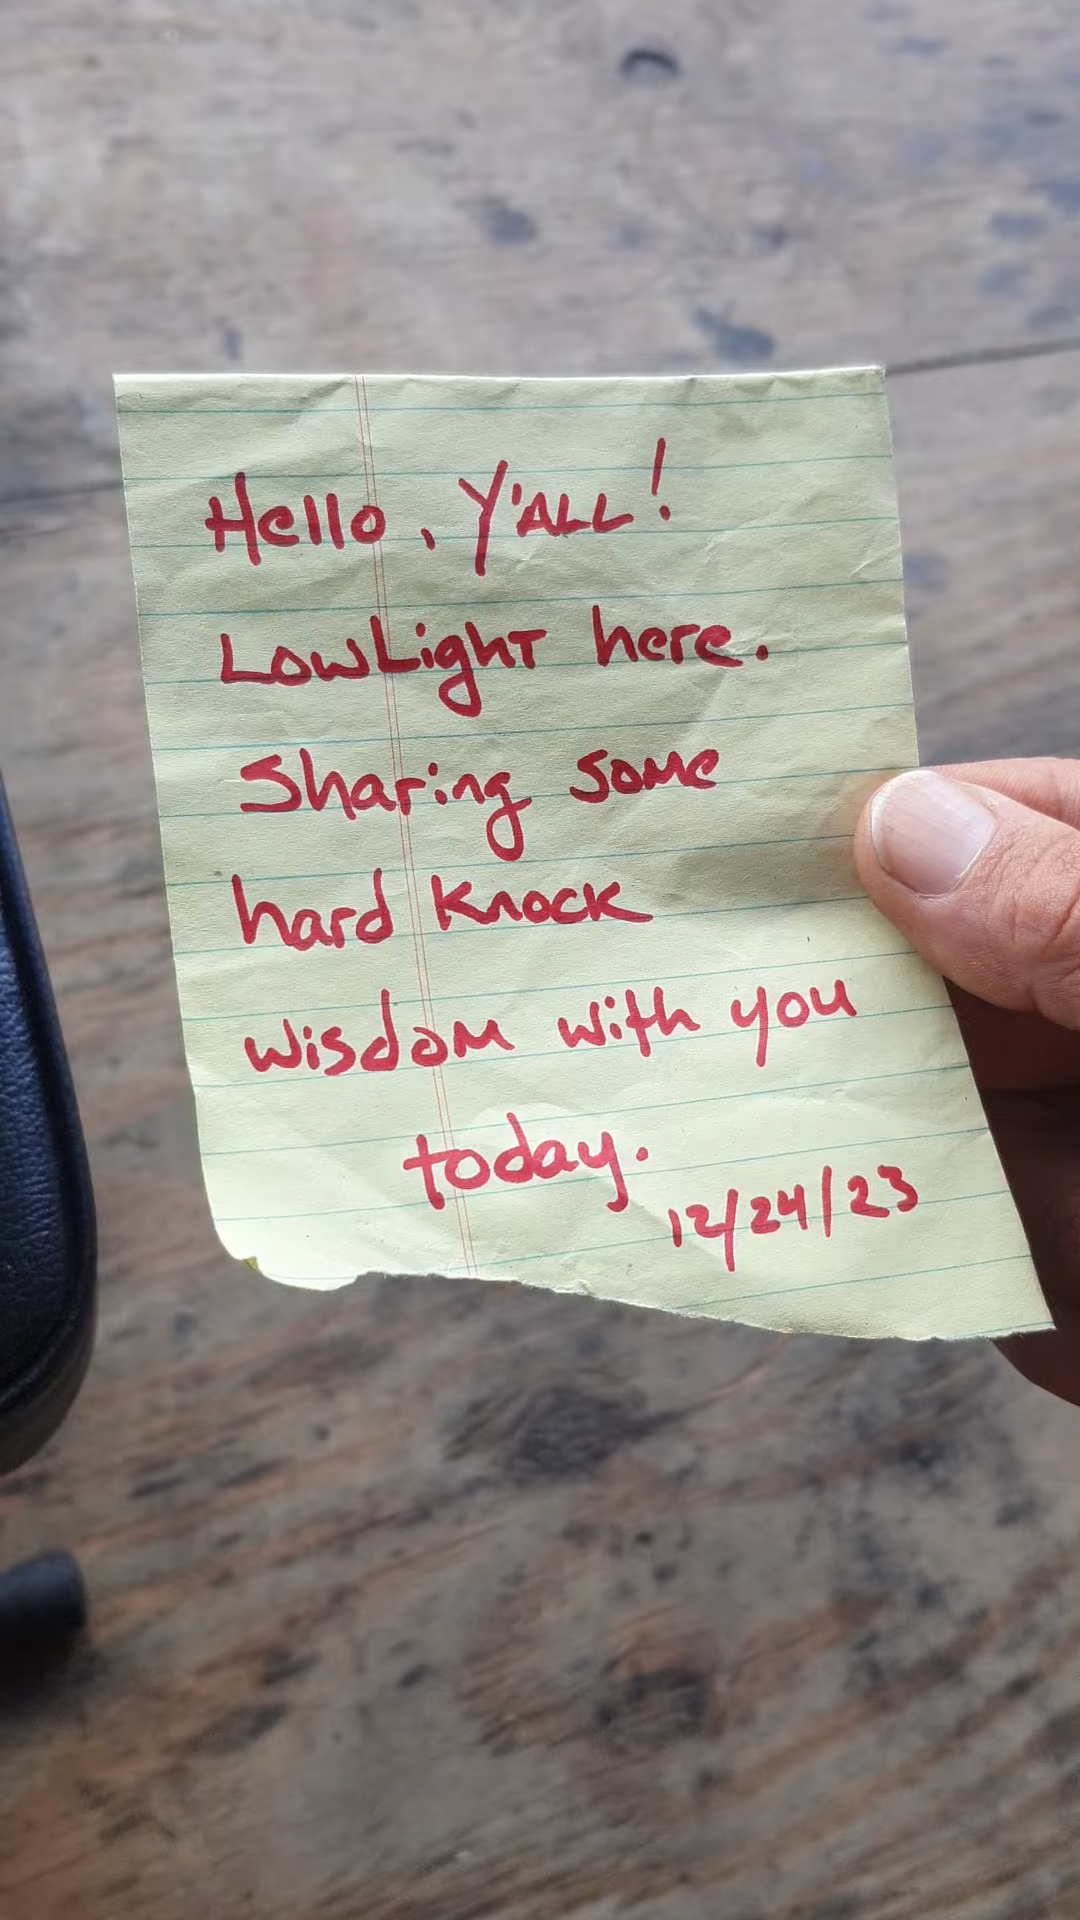 Hello, Y'ALL!
LOWLight here.
Sharing some
hard knock
wisdom with you
today.
12/24/23